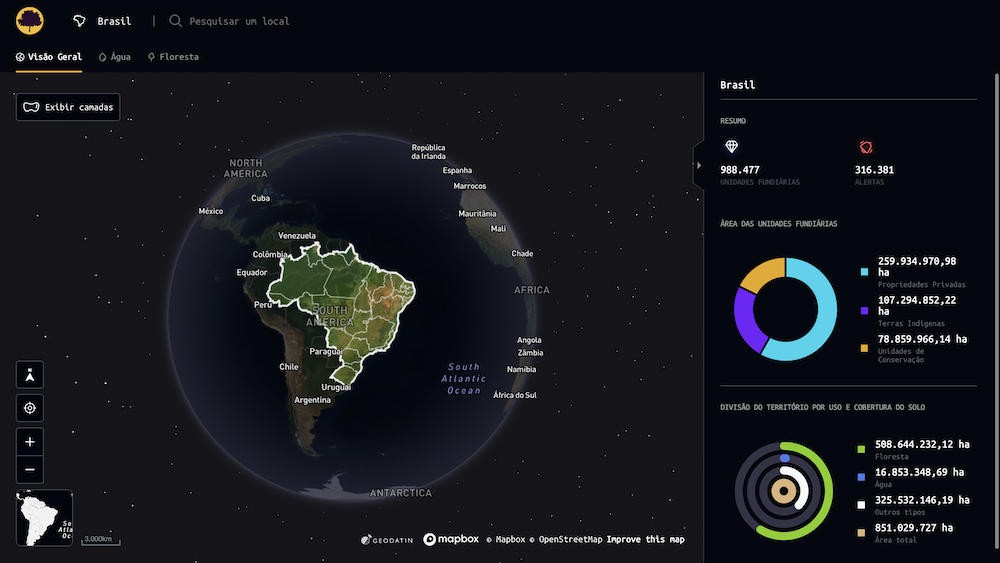 Brasil
Pesquisar um local
Visão Geral
Água
Floresta
Exibir camadas
NORTH
AMERICA
República
da Irlanda
Espanha
Marrocos
Cuba
México
Mauritânia
Mali
Venezuela
Colômbia
Chade
Equador
AFRICA
Peru
SOUTH
AMERICA
Angola
Paraguai
Zâmbia
Chile
South
Atlantic
Ocean
Namíbia
Uruguai
Argentina
África do Sul
ANTARCTICA
So
Atla
Oc
3.000km
GEODATIN
mapbox
© Mapbox © OpenStreetMap Improve this map
Brasil
RESUMO
988.477
UNIDADES FUNDIÁRIAS
316.381
ALERTAS
ÁREA DAS UNIDADES FUNDIÁRIAS
259.934.970,98
ha
Propriedades Privadas
107.294.852,22
ha
Terras Indígenas
78.859.966,14 ha
Unidades de
Conservação
DIVISÃO DO TERRITÓRIO POR USO E COBERTURA DO SOLO
508.644.232,12 ha
Floresta
16.853.348,69 ha
Água
325.532.146,19 ha
Outros tipos
851.029.727 ha
Área total